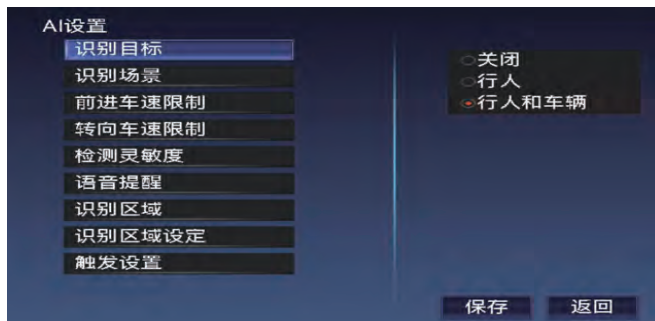 AI设置
识别目标
识别场景
前进车速限制
转向车速限制
检测灵敏度
语音提醒
识别区域
识别区域设定
触发设置
关闭
行人
行人和车辆
保存
返回